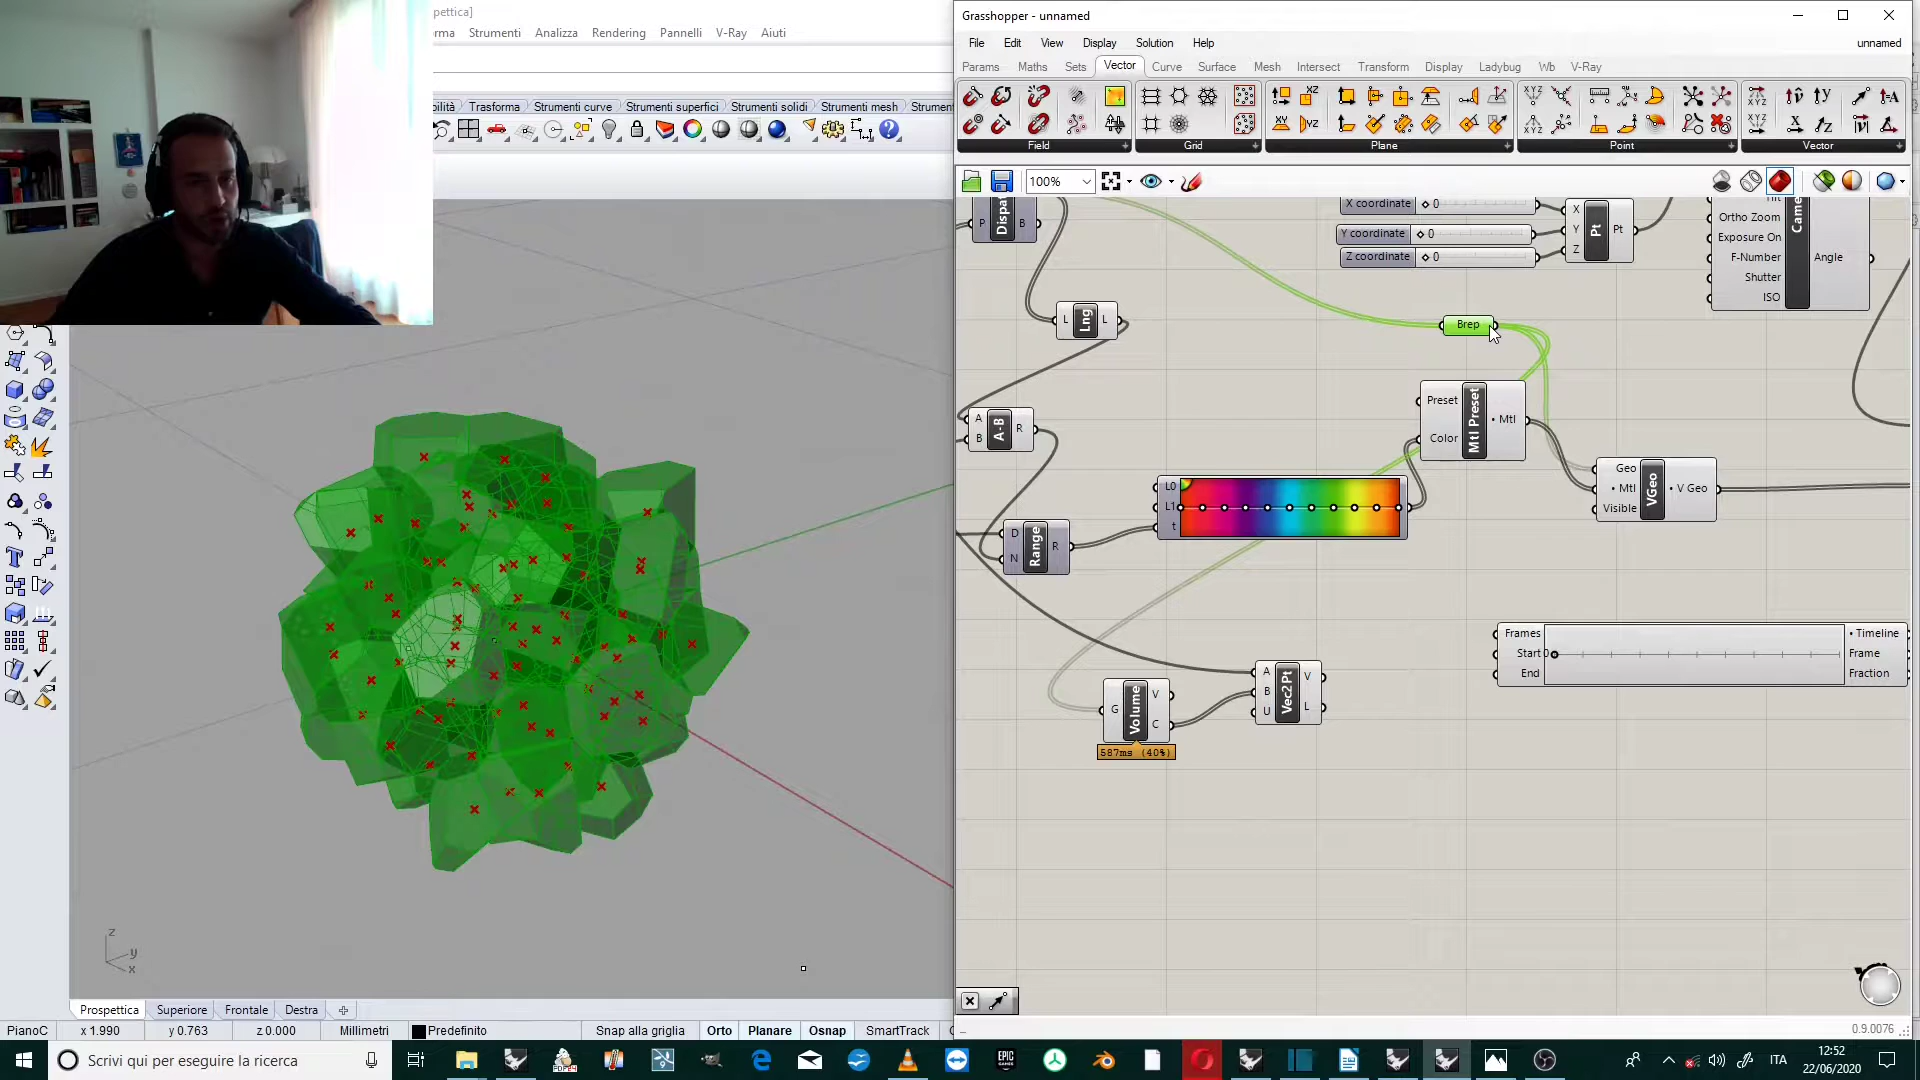 pettica]
Grasshopper - unnamed
rma Strumenti Analizza Rendering Pannelli V-Ray Aiuti
File Edit View Display Solution Help unnamed
Params Maths Sets Vector Curve Surface Mesh Intersect Transform Display Ladybug Wb V-Ray
bilità Trasforma Strumenti curve Strumenti superfici Strumenti solidi Strumenti mesh Strumen
Field Grid Plane Point Vector
100%
P Dispat B
X coordinate 0
Y coordinate 0
Z coordinate 0
X Y Z Pt Pt
Ortho Zoom
Exposure On
F-Number
Shutter
ISO
Came
Angle
L Lng L
Brep
A B A-B R
Preset
Color
Mtl Preset
Mtl
L0
L1
t
D N Range R
Geo
Mtl
Visible
VGeo
V Geo
Frames
Start 0
End
Timeline
Frame
Fraction
G Volume V C
587ms (40%)
A B U Vec2Pt V L
z
y
x
Prospettica Superiore Frontale Destra
PianoC x 1.990 y 0.763 z 0.000 Millimetri Predefinito Snap alla griglia Orto Planare Osnap SmartTrack
0.9.0076
Scrivi qui per eseguire la ricerca
ITA
12:52
22/06/2020